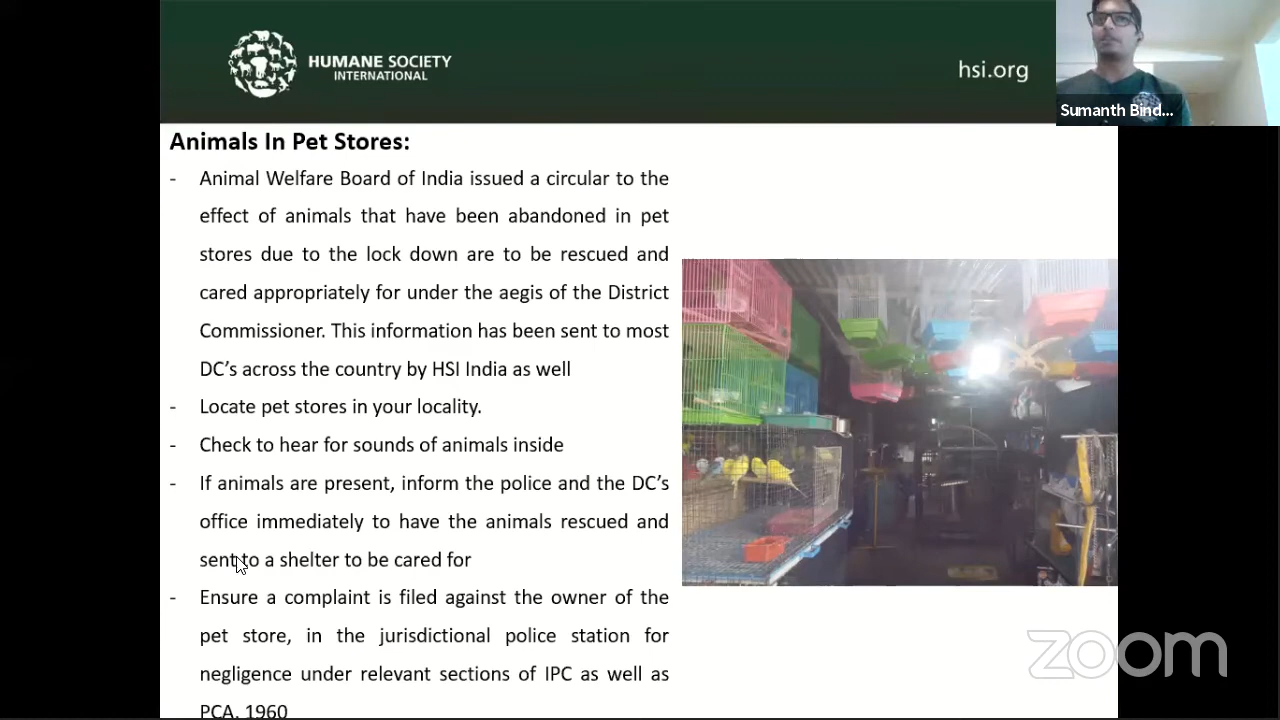 HUMANE SOCIETY
INTERNATIONAL
hsi.org
Sumanth Bind...
Animals In Pet Stores:
- Animal Welfare Board of India issued a circular to the
effect of animals that have been abandoned in pet
stores due to the lock down are to be rescued and
cared appropriately for under the aegis of the District
Commissioner. This information has been sent to most
DC's across the country by HSI India as well
- Locate pet stores in your locality.
- Check to hear for sounds of animals inside
- If animals are present, inform the police and the DC's
office immediately to have the animals rescued and
sent to a shelter to be cared for
- Ensure a complaint is filed against the owner of the
pet store, in the jurisdictional police station for
negligence under relevant sections of IPC as well as
PCA, 1960
zoom